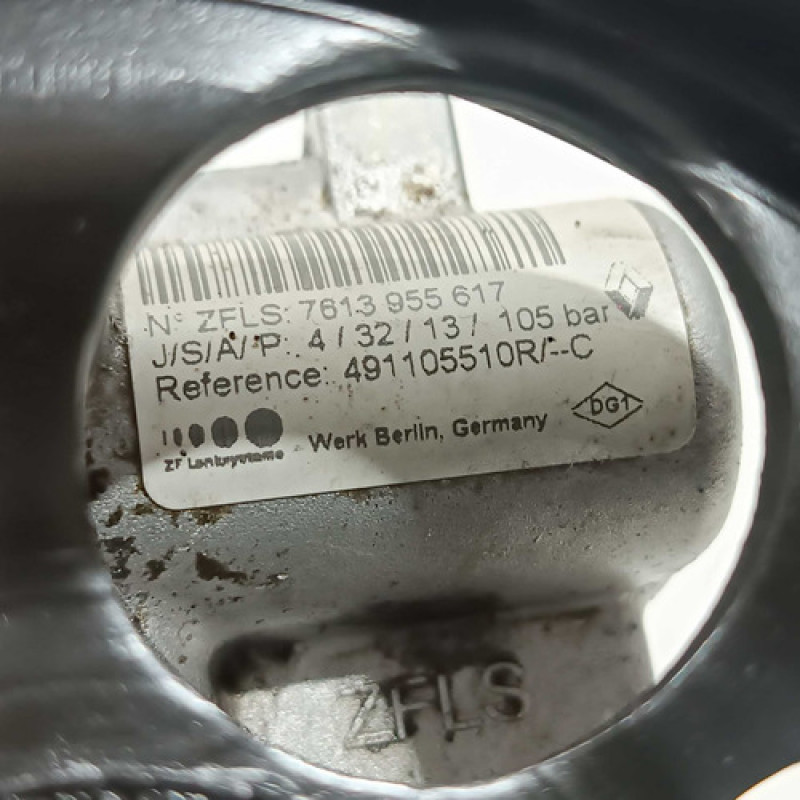 N° ZFLS: 7613 955 617
J/S/A/P: 4 / 32 / 13 / 105 bar
Reference: 491105510R/--C
ZF Lenksysteme
Werk Berlin, Germany
DG1
ZFLS